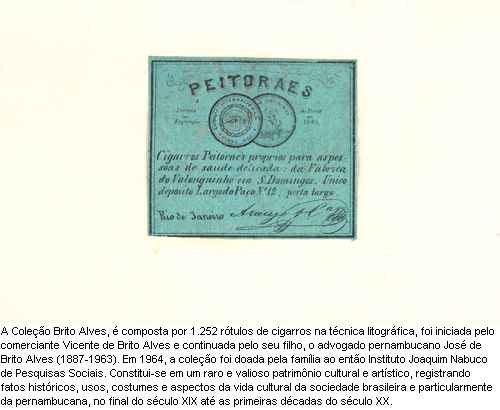 PEITORAES
Cigarros Peitoraes proprios para as pes-
sôas de saude delicada: da Fabrica
do Valonguinho em S. Domingos. Unico
deposito Largo do Paço Nº 12, porta larga
Rio de Janeiro Araujo & Cª
A Coleção Brito Alves, é composta por 1.252 rótulos de cigarros na técnica litográfica, foi iniciada pelo
comerciante Vicente de Brito Alves e continuada pelo seu filho, o advogado pernambucano José de
Brito Alves (1887-1963). Em 1964, a coleção foi doada pela família ao então Instituto Joaquim Nabuco
de Pesquisas Sociais. Constitui-se em um raro e valioso patrimônio cultural e artístico, registrando
fatos históricos, usos, costumes e aspectos da vida cultural da sociedade brasileira e particularmente
da pernambucana, no final do século XIX até as primeiras décadas do século XX.